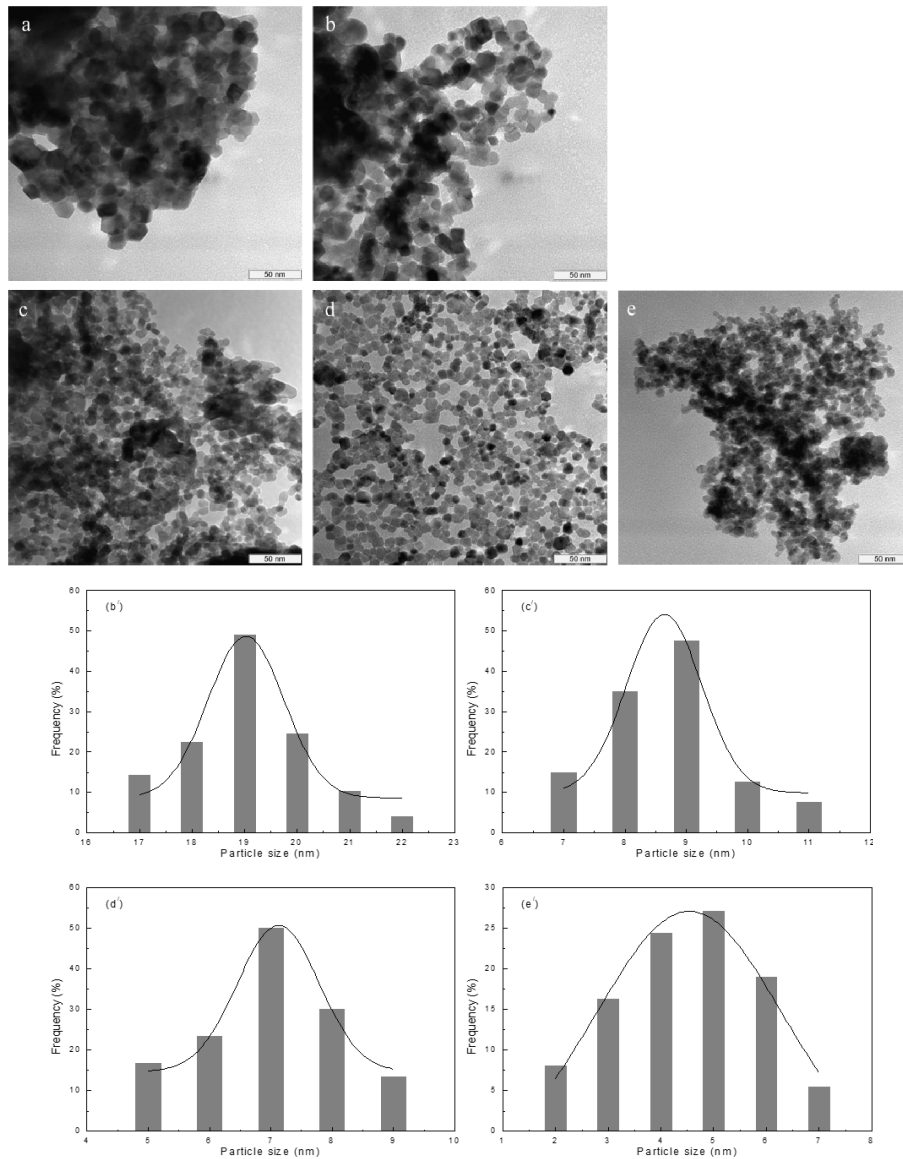 a
b
50 nm
50 nm
c
d
e
50 nm
50 nm
50 nm
(b′)
60
50
40
30
20
10
0
Frequency (%)
16 17 18 19 20 21 22 23
Particle size (nm)
(c′)
60
50
40
30
20
10
0
Frequency (%)
6 7 8 9 10 11 12
Particle size (nm)
(d′)
60
50
40
30
20
10
0
Frequency (%)
4 5 6 7 8 9 10
Particle size (nm)
(e′)
30
25
20
15
10
5
0
Frequency (%)
1 2 3 4 5 6 7 8
Particle size (nm)